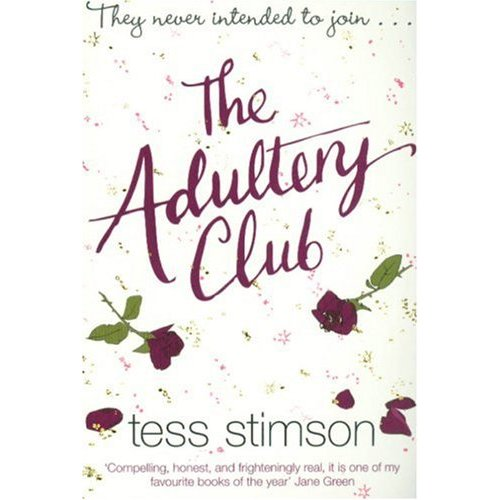 They never intended to join . . .
The
Adultery
Club
tess stimson
'Compelling, honest, and frighteningly real, it is one of my
favourite books of the year' Jane Green